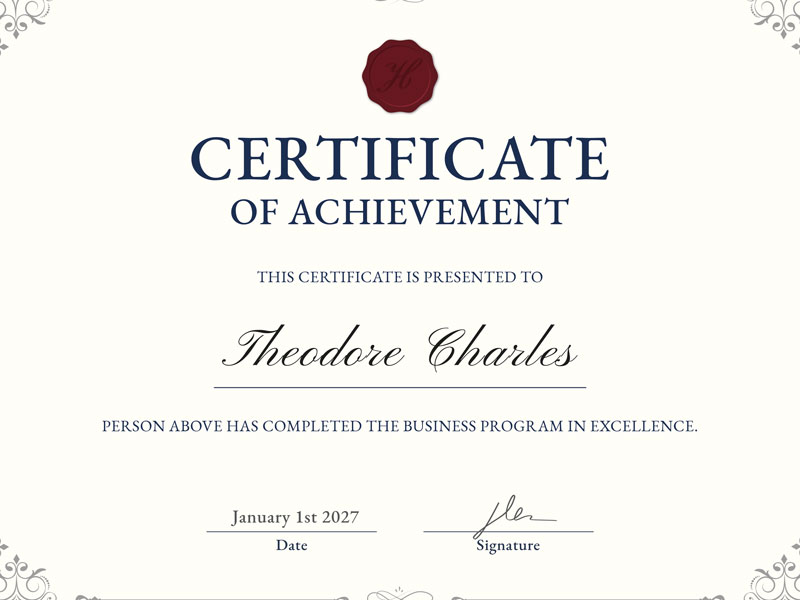 H
CERTIFICATE
OF ACHIEVEMENT
THIS CERTIFICATE IS PRESENTED TO
Theodore Charles
PERSON ABOVE HAS COMPLETED THE BUSINESS PROGRAM IN EXCELLENCE.
January 1st 2027
Date
Signature